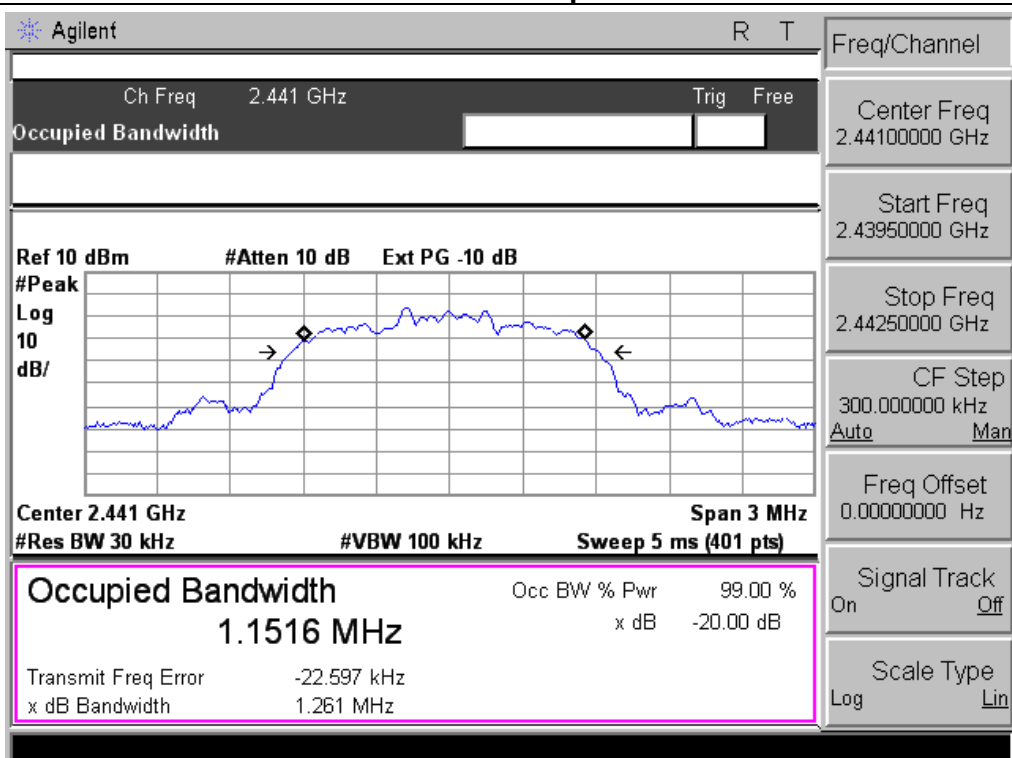 Agilent R T
Ch Freq 2.441 GHz Trig Free
Occupied Bandwidth
Ref 10 dBm #Atten 10 dB Ext PG -10 dB
#Peak
Log
10
dB/
Center 2.441 GHz Span 3 MHz
#Res BW 30 kHz #VBW 100 kHz Sweep 5 ms (401 pts)
Occupied Bandwidth
1.1516 MHz
Occ BW % Pwr 99.00 %
x dB -20.00 dB
Transmit Freq Error -22.597 kHz
x dB Bandwidth 1.261 MHz
Freq/Channel
Center Freq
2.44100000 GHz
Start Freq
2.43950000 GHz
Stop Freq
2.44250000 GHz
CF Step
300.000000 kHz
Auto Man
Freq Offset
0.00000000 Hz
Signal Track
On Off
Scale Type
Log Lin